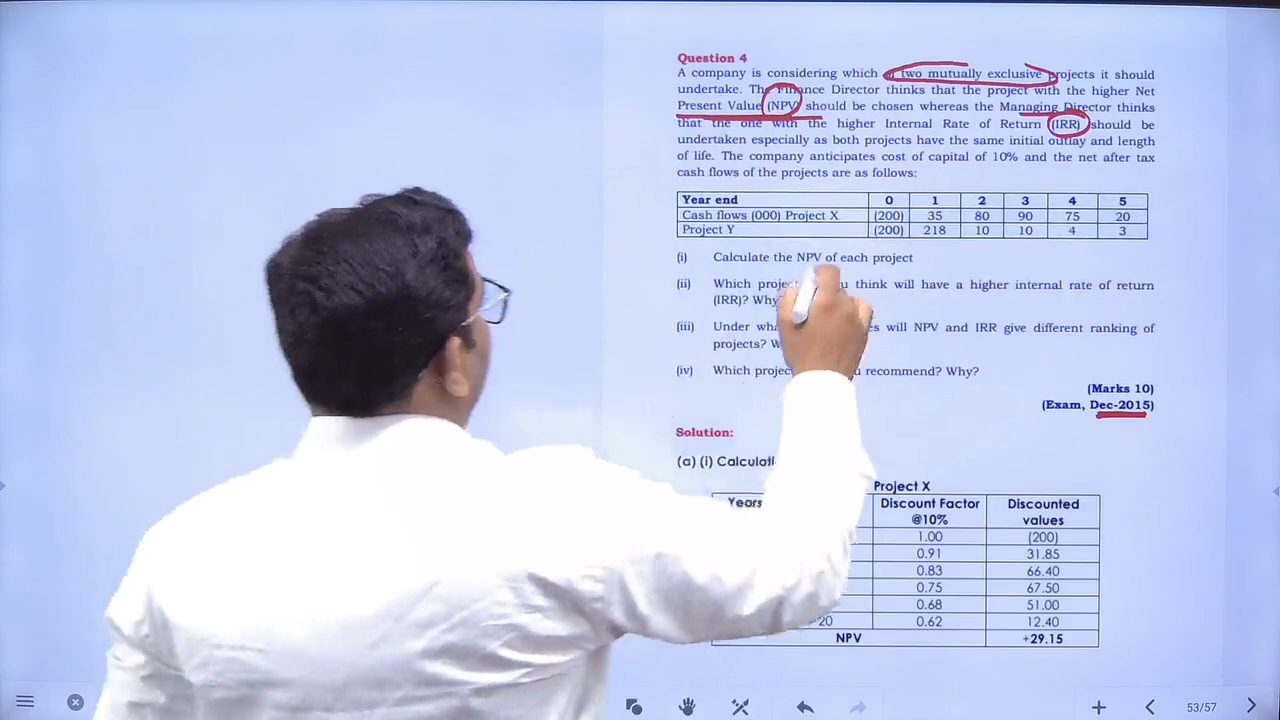 Question 4
A company is considering which two mutually exclusive projects it should
undertake. The Finance Director thinks that the project with the higher Net
Present Value (NPV) should be chosen whereas the Managing Director thinks
that the one with the higher Internal Rate of Return (IRR) should be
undertaken especially as both projects have the same initial outlay and length
of life. The company anticipates cost of capital of 10% and the net after tax
cash flows of the projects are as follows:
Year end 0 1 2 3 4 5
Cash flows (000) Project X (200) 35 80 90 75 20
Project Y (200) 218 10 10 4 3
(i) Calculate the NPV of each project
(ii) Which think will have a higher internal rate of return
(IRR)? Why
(iii) Under will NPV and IRR give different ranking of
projects?
(iv) Which recommend? Why?
(Marks 10)
(Exam, Dec-2015)
Solution:
(a) (i)
Project X
Years Discount Factor Discounted
@10% values
1.00 (200)
0.91 31.85
0.83 66.40
0.75 67.50
0.68 51.00
20 0.62 12.40
NPV +29.15
53/57